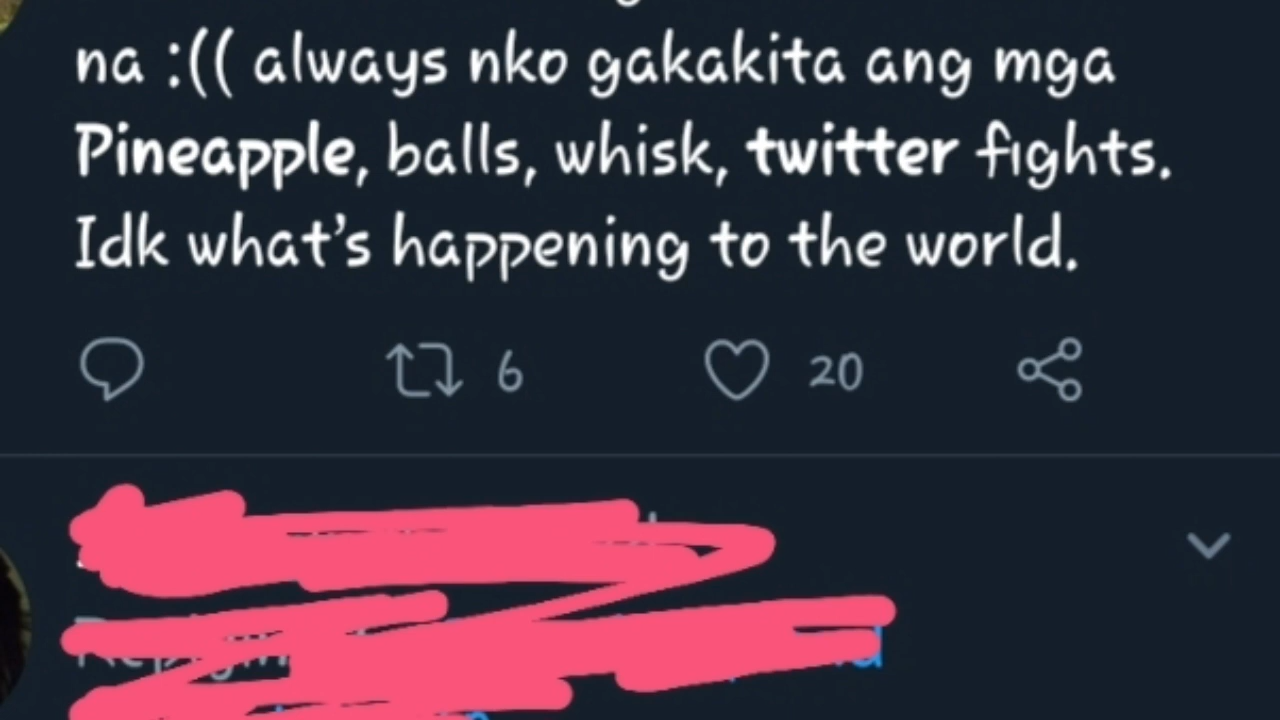 na :(( always nko gakakita ang mga
Pineapple, balls, whisk, twitter fights.
Idk what's happening to the world.
6 20